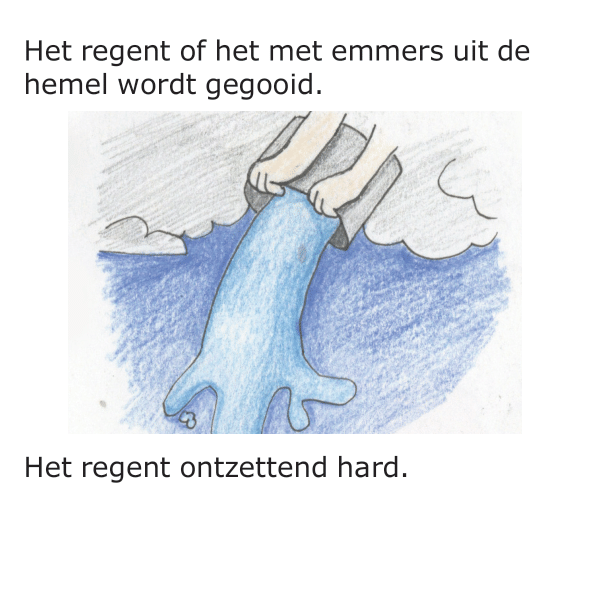 Het regent of het met emmers uit de
hemel wordt gegooid.
Het regent ontzettend hard.